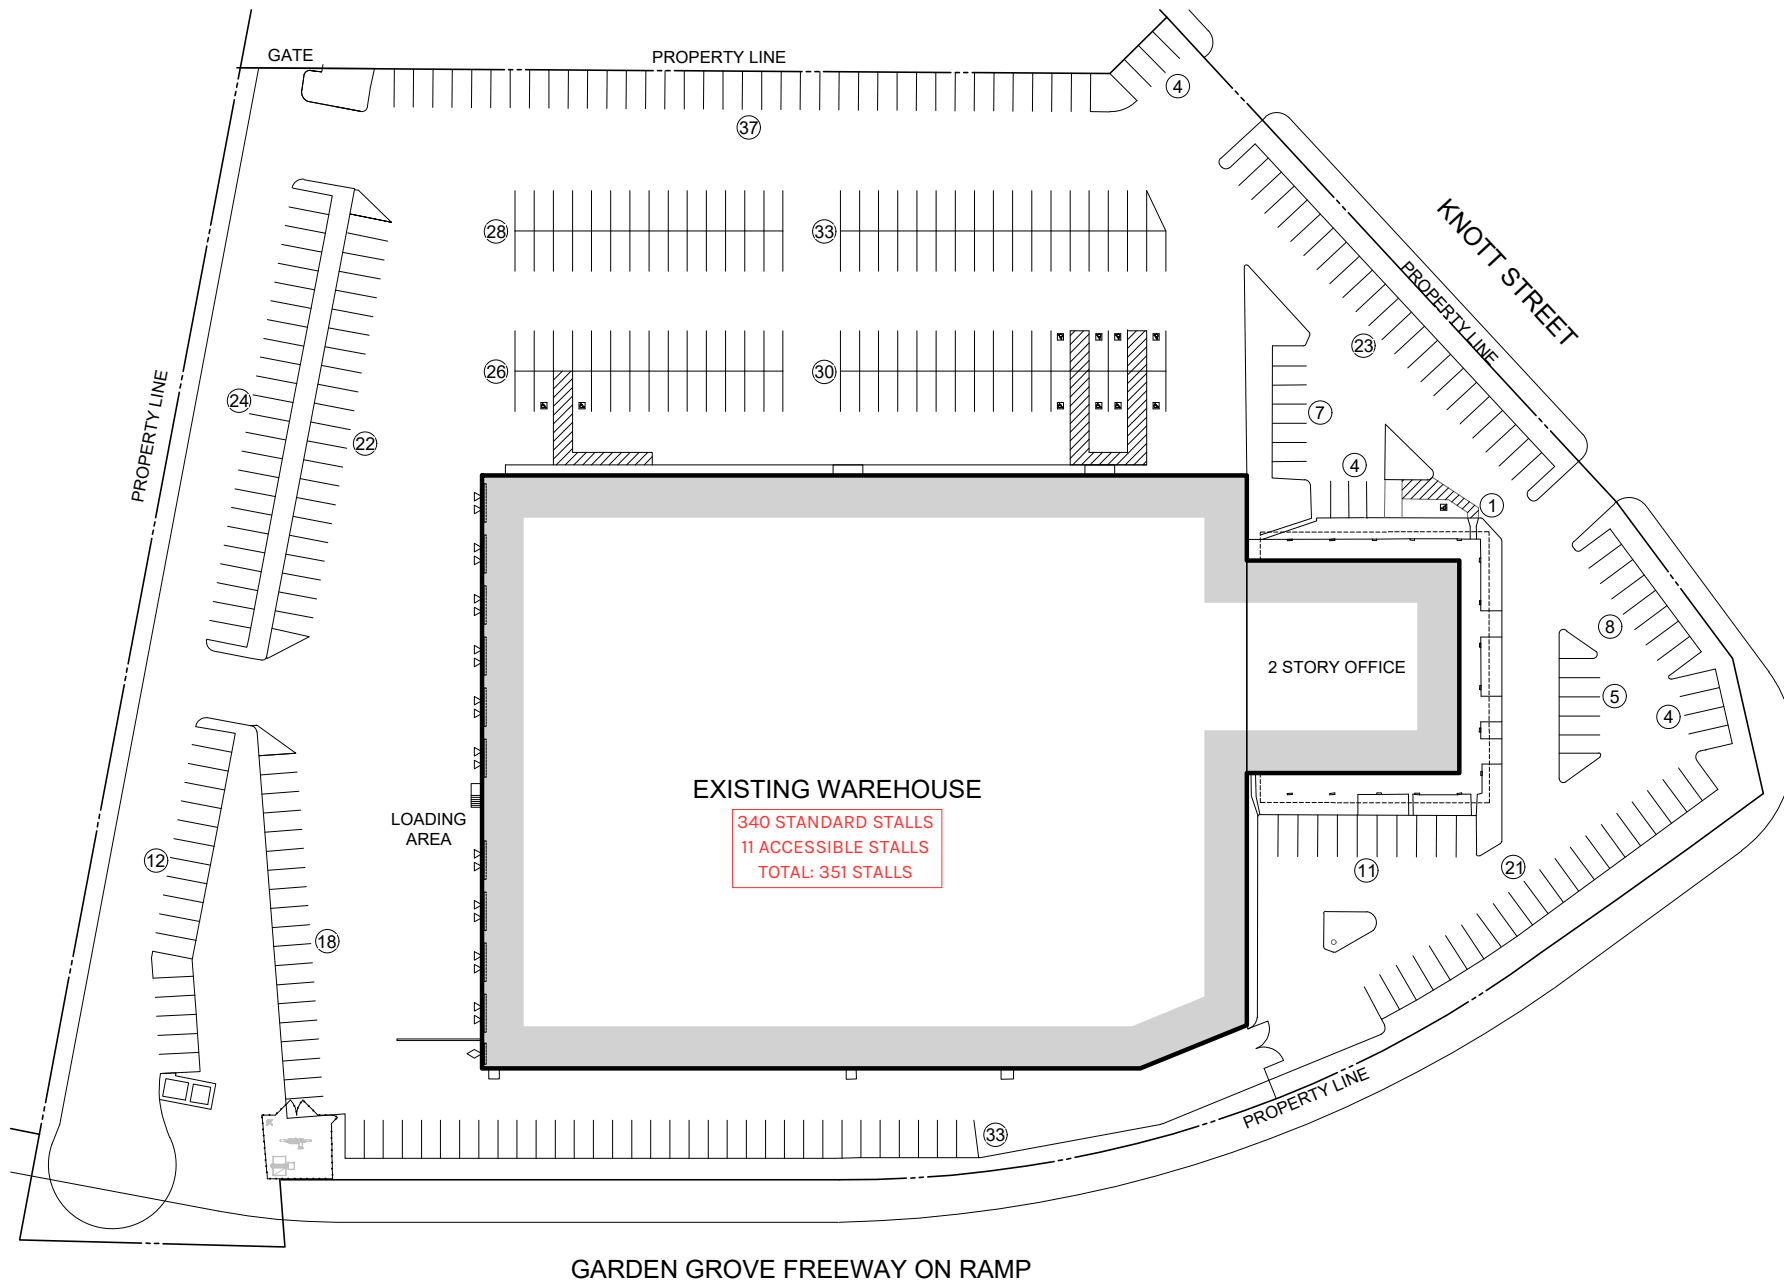 GATE
PROPERTY LINE
4
37
KNOTT STREET
28
33
PROPERTY LINE
23
26
30
24
22
PROPERTY LINE
7
4
1
8
2 STORY OFFICE
5
4
EXISTING WAREHOUSE
340 STANDARD STALLS
11 ACCESSIBLE STALLS
TOTAL: 351 STALLS
LOADING
AREA
12
11
21
18
PROPERTY LINE
33
GARDEN GROVE FREEWAY ON RAMP